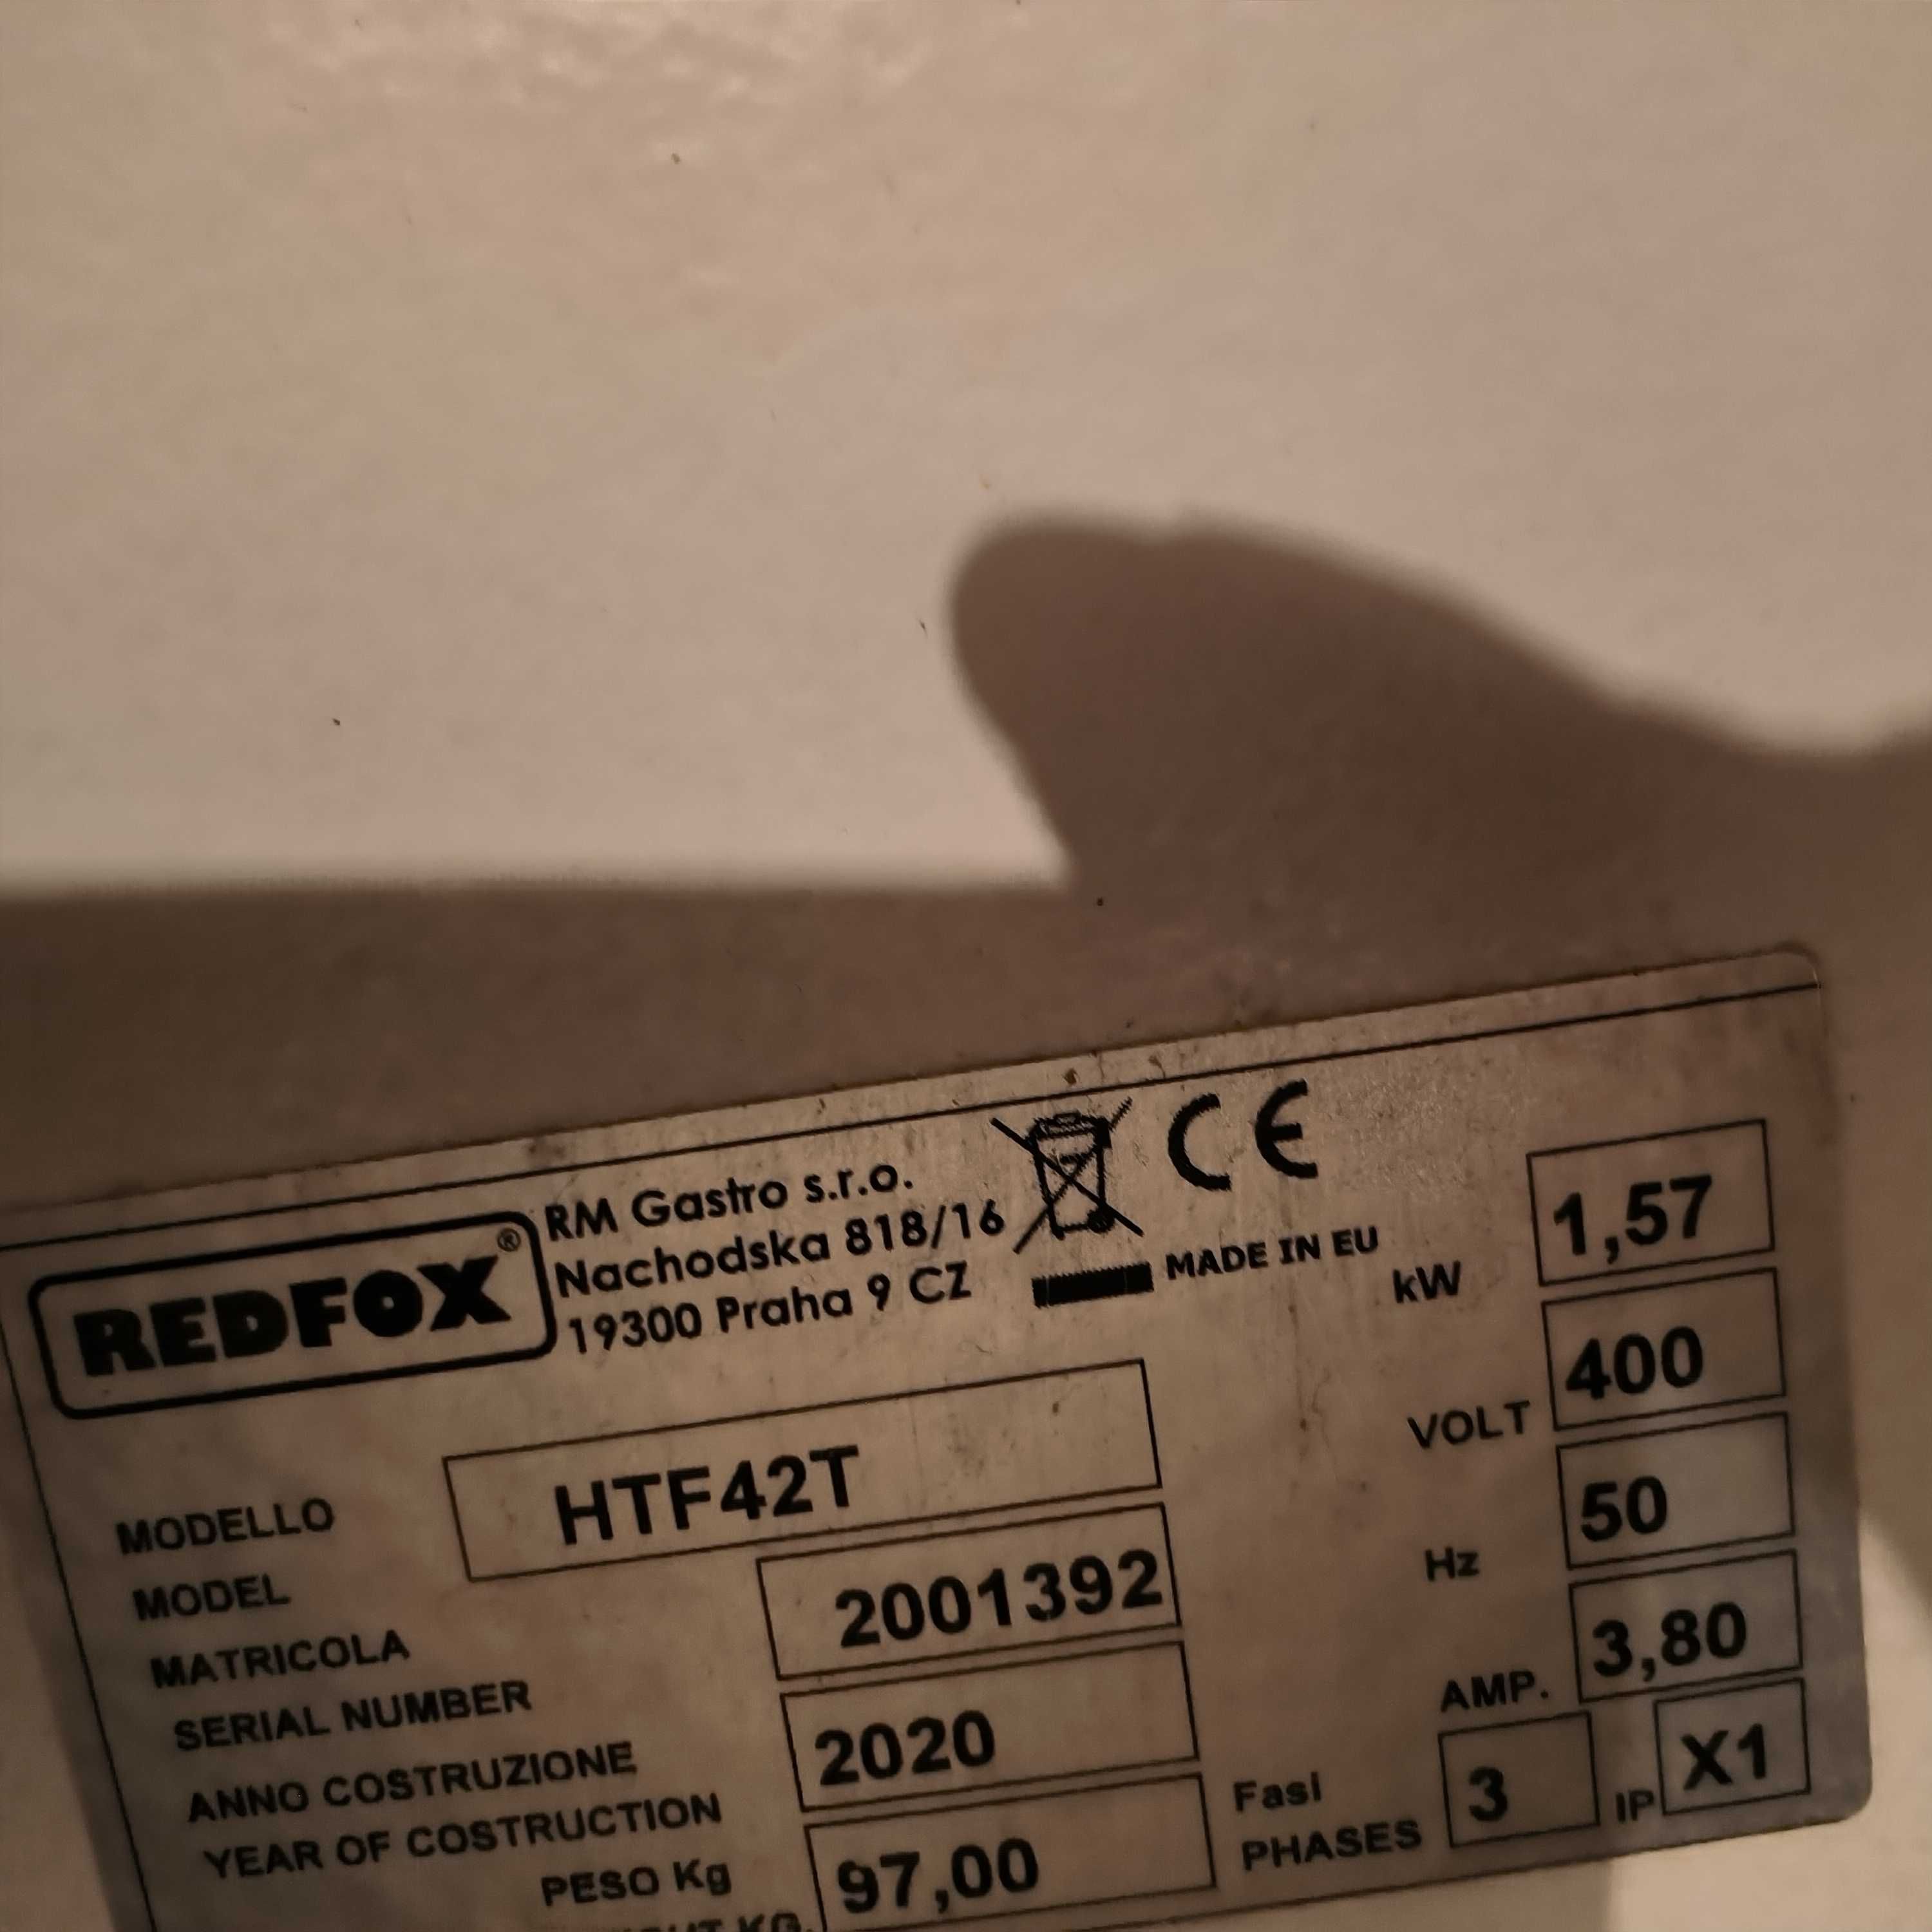 REDFOX®
RM Gastro s.r.o.
Nachodska 818/16
19300 Praha 9 CZ
CE
MADE IN EU
kW 1,57
VOLT 400
Hz 50
AMP. 3,80
Fasi
PHASES 3
IP X1
MODELLO
MODEL
HTF42T
MATRICOLA
SERIAL NUMBER
2001392
ANNO COSTRUZIONE
YEAR OF COSTRUCTION
2020
PESO Kg
97,00
KG.